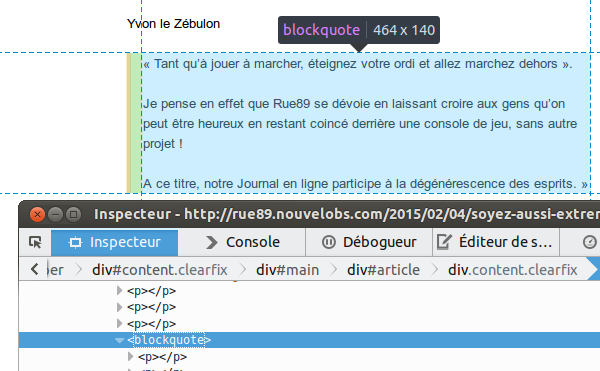 Yvon le Zébulon
blockquote 464 x 140
« Tant qu'à jouer à marcher, éteignez votre ordi et allez marchez dehors ».
Je pense en effet que Rue89 se dévoie en laissant croire aux gens qu'on
peut être heureux en restant coincé derrière une console de jeu, sans autre
projet !
A ce titre, notre Journal en ligne participe à la dégénérescence des esprits. »
Inspecteur - http://rue89.nouvelobs.com/2015/02/04/soyez-aussi-extrem
Inspecteur Console Débogueur Éditeur de s…
ber div#content.clearfix div#main div#article div.content.clearfix
<p></p>
<p></p>
<p></p>
<blockquote>
<p></p>